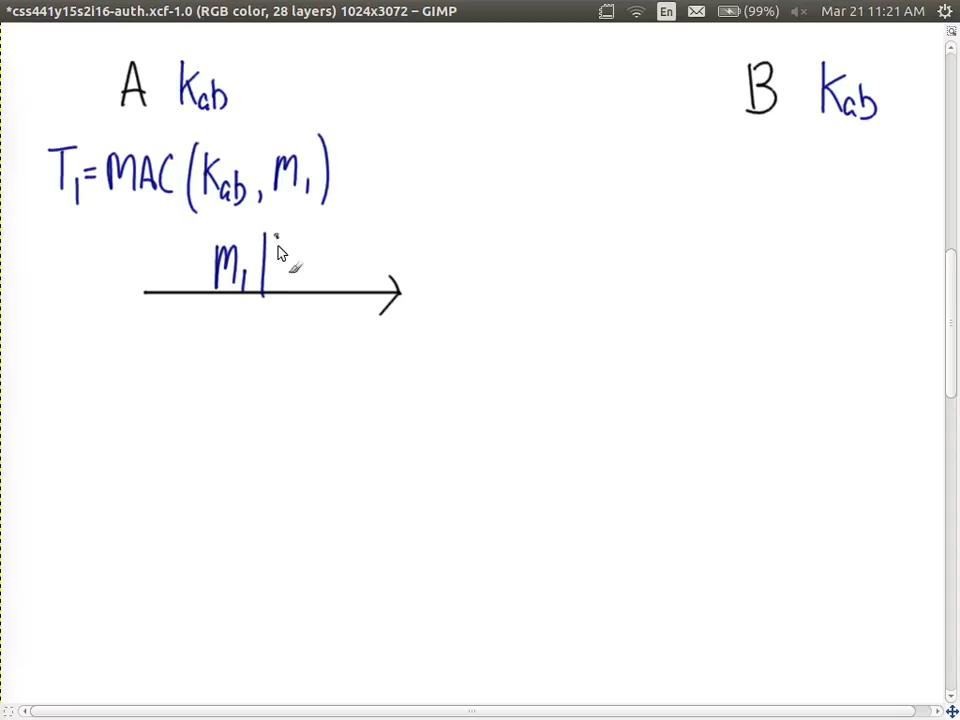 *css441y15s2i16-auth.xcf-1.0 (RGB color, 28 layers) 1024x3072 – GIMP En (99%) Mar 21 11:21 AM
A Kab B Kab
T1=MAC(Kab, M1)
M1|